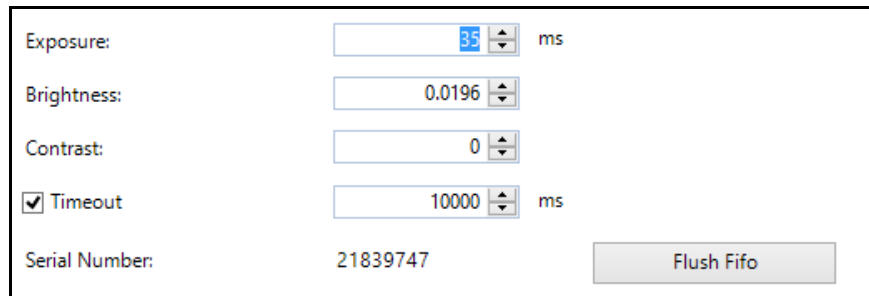 Exposure: 35 ms
Brightness: 0.0196
Contrast: 0
Timeout 10000 ms
Serial Number: 21839747 Flush Fifo